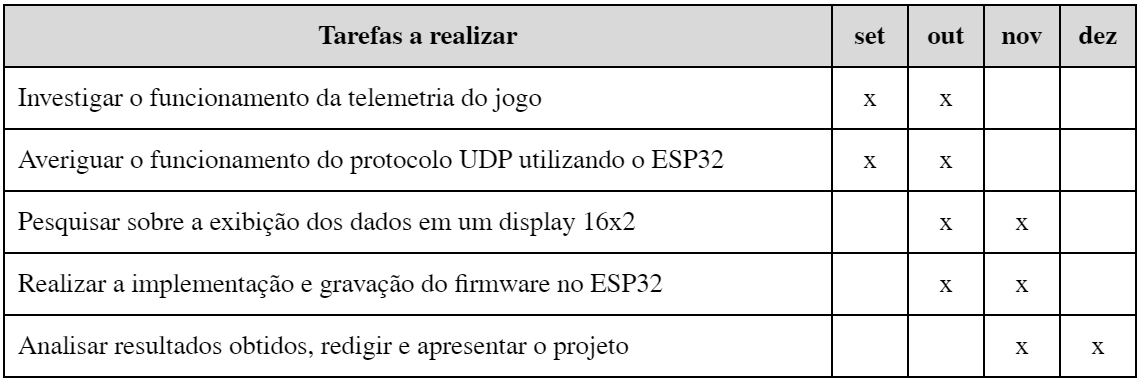 Tarefas a realizar set out nov dez
Investigar o funcionamento da telemetria do jogo x x
Averiguar o funcionamento do protocolo UDP utilizando o ESP32 x x
Pesquisar sobre a exibição dos dados em um display 16x2 x x
Realizar a implementação e gravação do firmware no ESP32 x x
Analisar resultados obtidos, redigir e apresentar o projeto x x